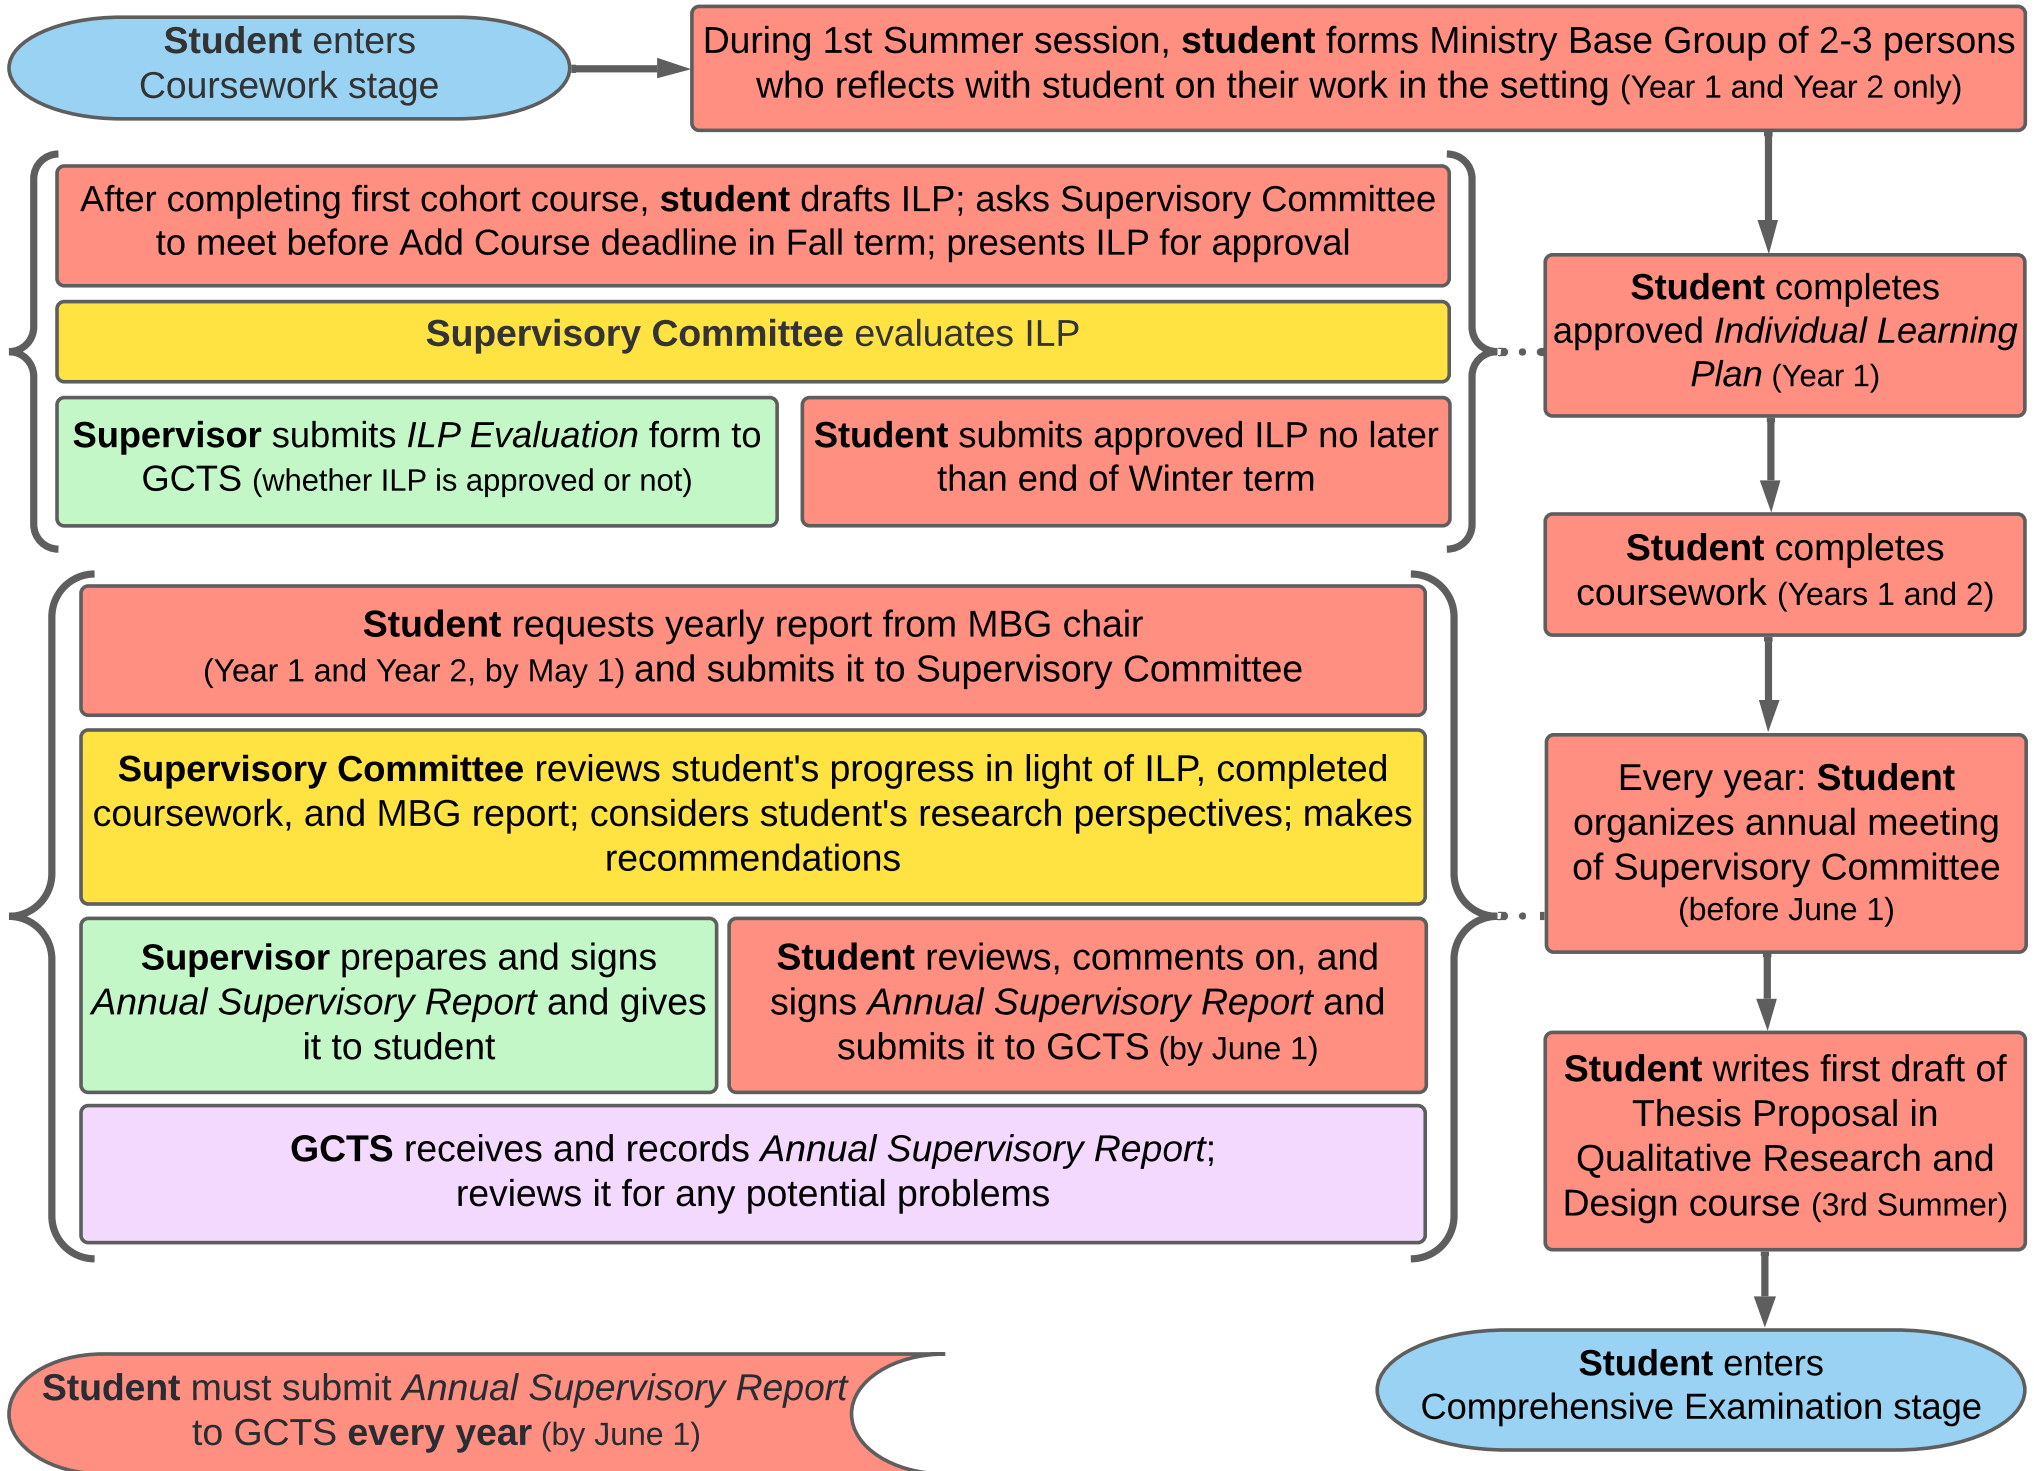 Student enters
Coursework stage
During 1st Summer session, student forms Ministry Base Group of 2-3 persons
who reflects with student on their work in the setting (Year 1 and Year 2 only)
After completing first cohort course, student drafts ILP; asks Supervisory Committee
to meet before Add Course deadline in Fall term; presents ILP for approval
Supervisory Committee evaluates ILP
Supervisor submits ILP Evaluation form to
GCTS (whether ILP is approved or not)
Student submits approved ILP no later
than end of Winter term
Student completes
approved Individual Learning
Plan (Year 1)
Student completes
coursework (Years 1 and 2)
Student requests yearly report from MBG chair
(Year 1 and Year 2, by May 1) and submits it to Supervisory Committee
Supervisory Committee reviews student's progress in light of ILP, completed
coursework, and MBG report; considers student's research perspectives; makes
recommendations
Supervisor prepares and signs
Annual Supervisory Report and gives
it to student
Student reviews, comments on, and
signs Annual Supervisory Report and
submits it to GCTS (by June 1)
GCTS receives and records Annual Supervisory Report;
reviews it for any potential problems
Every year: Student
organizes annual meeting
of Supervisory Committee
(before June 1)
Student writes first draft of
Thesis Proposal in
Qualitative Research and
Design course (3rd Summer)
Student enters
Comprehensive Examination stage
Student must submit Annual Supervisory Report
to GCTS every year (by June 1)